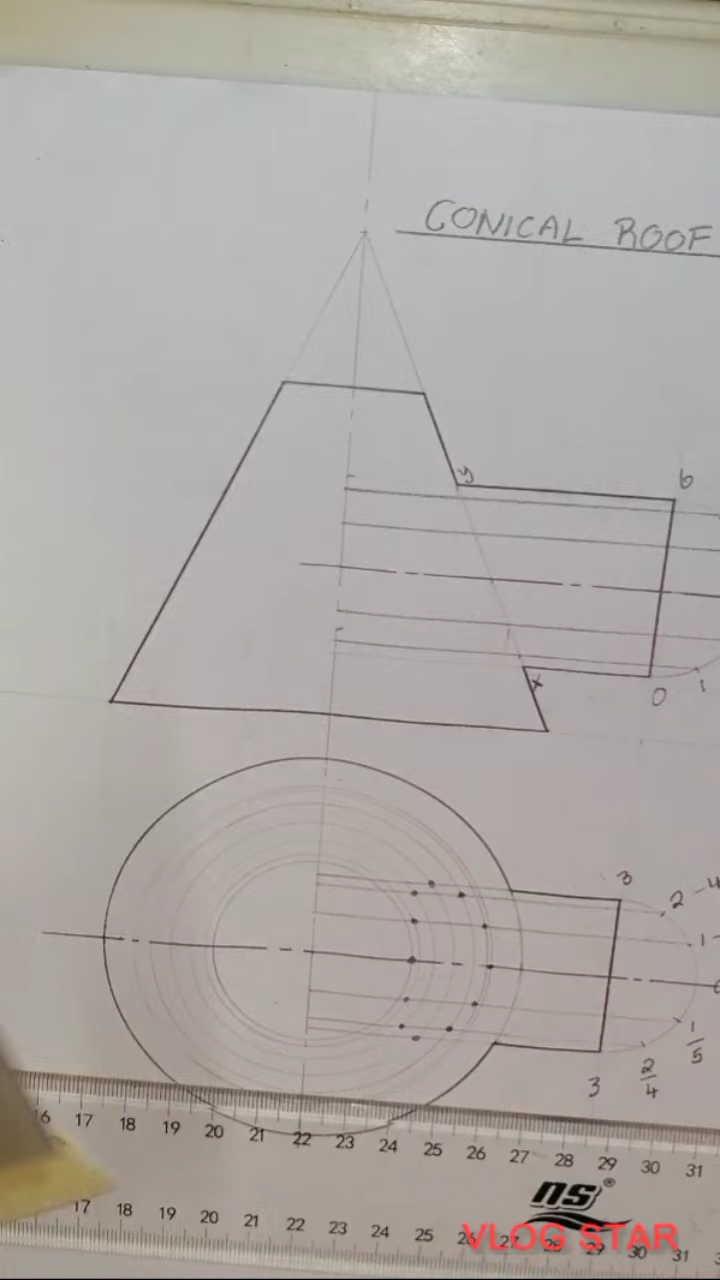 CONICAL ROOF
y
6
x
0
1
3
2
4
1
1
5
3
2
4
16 17 18 19 20 21 22 23 24 25 26 27 28 29 30 31
ns®
17 18 19 20 21 22 23 24 25 26 27 28 29 30 31
VLOG STAR